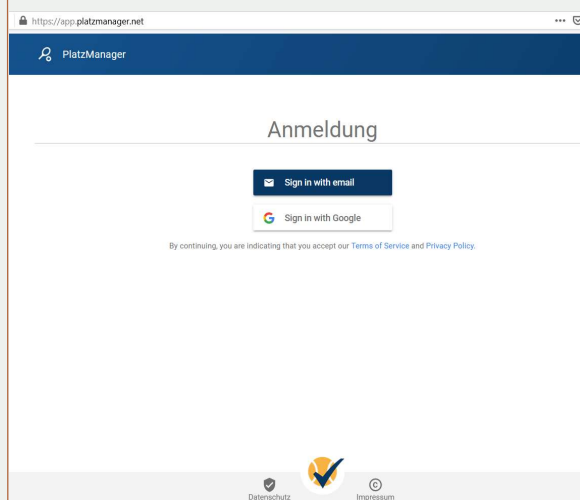 https://app.platzmanager.net
PlatzManager
Anmeldung
Sign in with email
Sign in with Google
By continuing, you are indicating that you accept our Terms of Service and Privacy Policy.
Datenschutz
Impressum